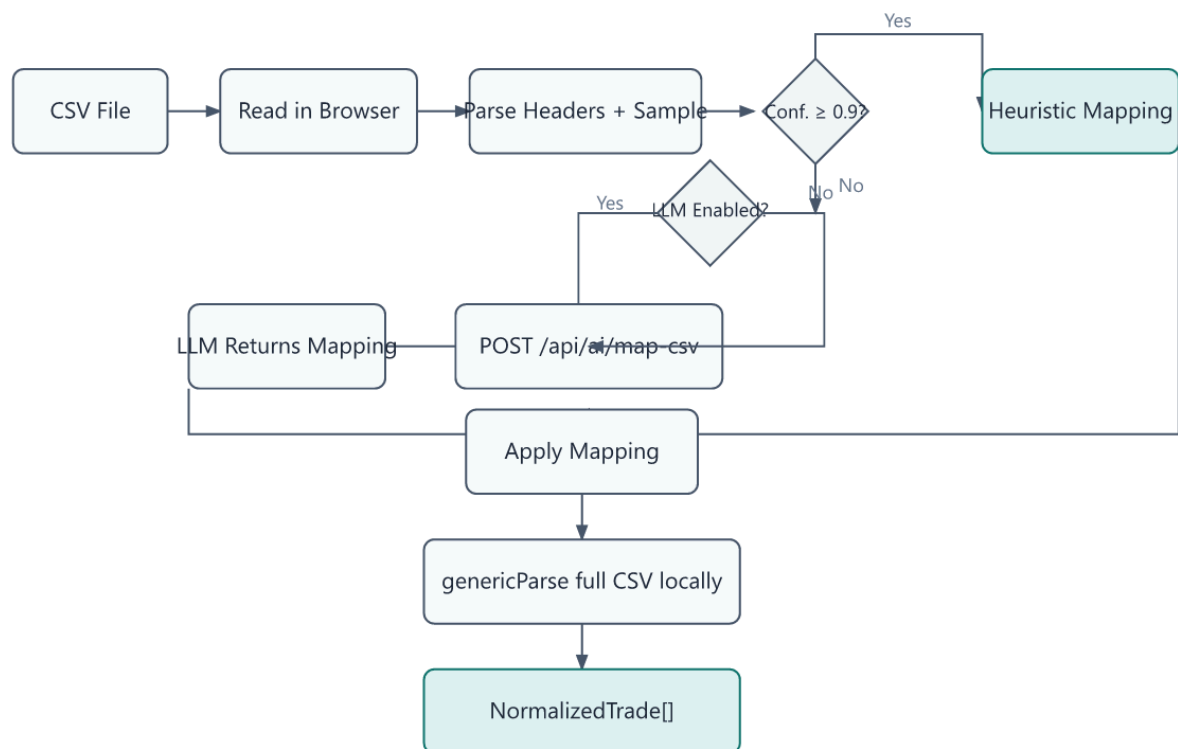 Yes
CSV File
Read in Browser
Parse Headers + Sample
Conf. ≥ 0.9?
Heuristic Mapping
No
No
Yes
LLM Enabled?
LLM Returns Mapping
POST /api/ai/map-csv
Apply Mapping
genericParse full CSV locally
NormalizedTrade[]